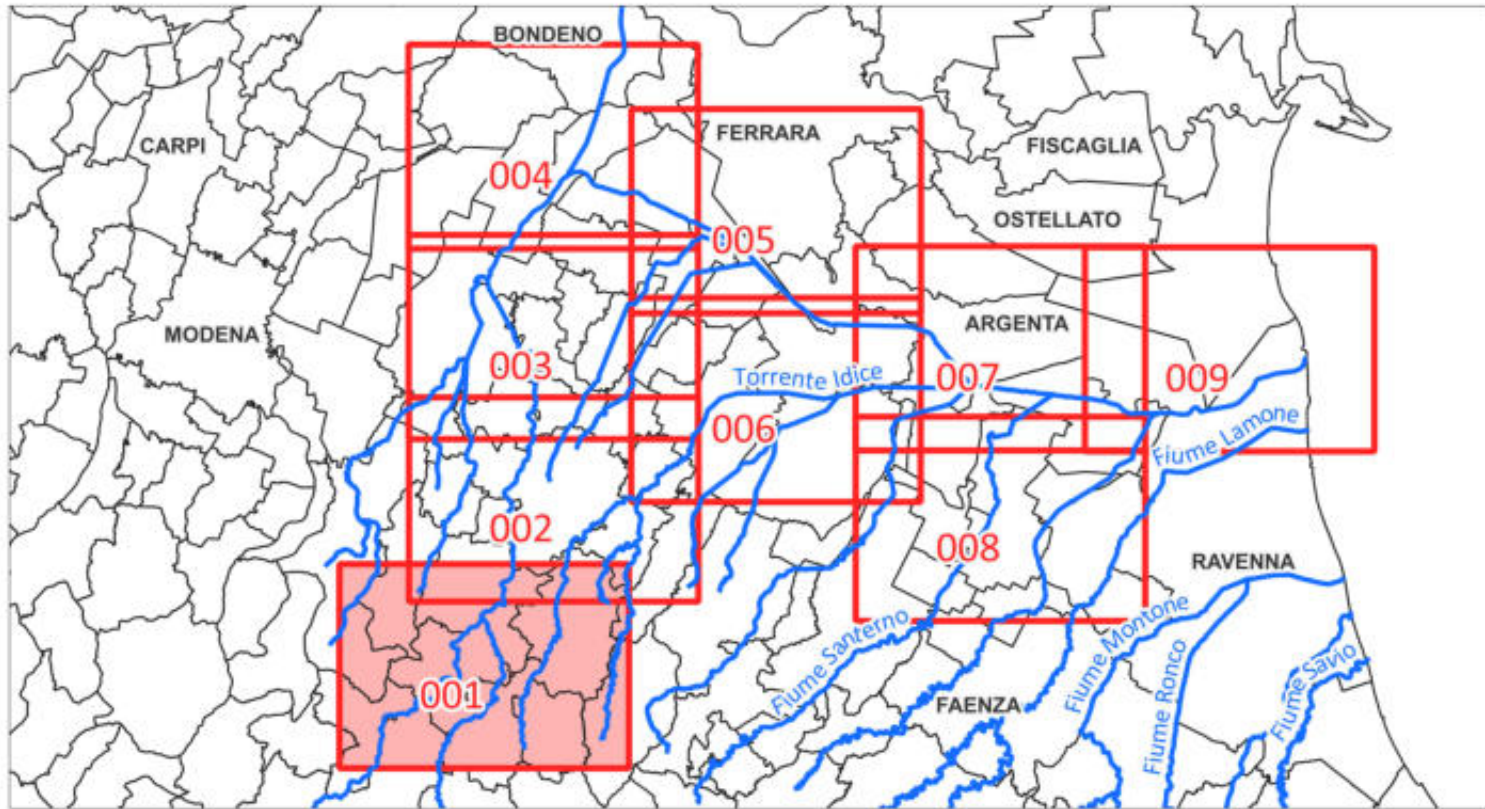 BONDENO
FERRARA
CARPI
FISCAGLIA
004
OSTELLATO
005
MODENA
ARGENTA
003
Torrente Idice
007
009
006
Fiume Lamone
002
008
RAVENNA
Fiume Santerno
Fiume Montone
001
FAENZA
Fiume Ronco
Fiume Savio